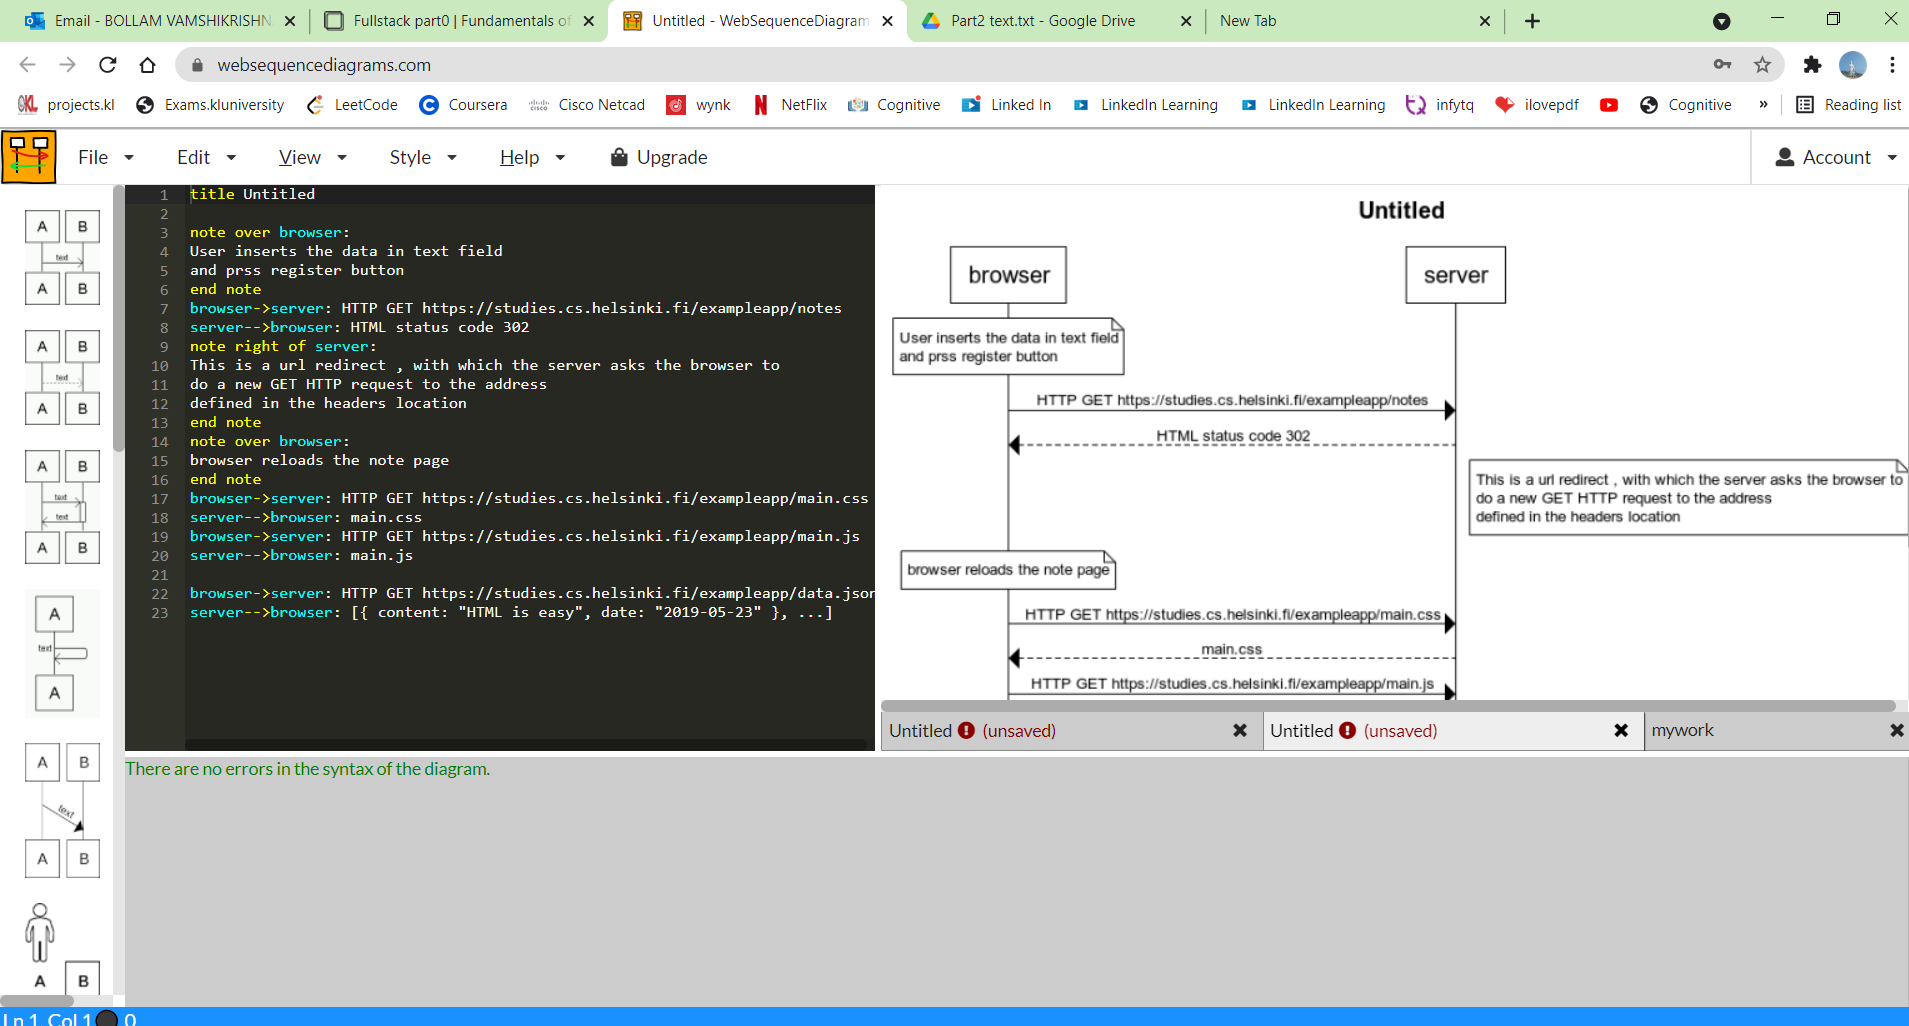 Email - BOLLAM VAMSHIKRISHN
Fullstack part0 | Fundamentals of
Untitled - WebSequenceDiagram
Part2 text.txt - Google Drive
New Tab
websequencediagrams.com
projects.kl
Exams.kluniversity
LeetCode
Coursera
Cisco Netcad
wynk
NetFlix
Cognitive
Linked In
LinkedIn Learning
LinkedIn Learning
infytq
ilovepdf
Cognitive
»
Reading list
File
Edit
View
Style
Help
Upgrade
Account
A B
text
A B
A B
text
A B
A B
text
text
A B
A
text
A
A B
text
A B
A B
1 title Untitled
2
3 note over browser:
4 User inserts the data in text field
5 and prss register button
6 end note
7 browser->server: HTTP GET https://studies.cs.helsinki.fi/exampleapp/notes
8 server-->browser: HTML status code 302
9 note right of server:
10 This is a url redirect , with which the server asks the browser to
11 do a new GET HTTP request to the address
12 defined in the headers location
13 end note
14 note over browser:
15 browser reloads the note page
16 end note
17 browser->server: HTTP GET https://studies.cs.helsinki.fi/exampleapp/main.css
18 server-->browser: main.css
19 browser->server: HTTP GET https://studies.cs.helsinki.fi/exampleapp/main.js
20 server-->browser: main.js
21
22 browser->server: HTTP GET https://studies.cs.helsinki.fi/exampleapp/data.json
23 server-->browser: [{ content: "HTML is easy", date: "2019-05-23" }, ...]
Untitled
browser
server
User inserts the data in text field
and prss register button
HTTP GET https://studies.cs.helsinki.fi/exampleapp/notes
HTML status code 302
This is a url redirect , with which the server asks the browser to
do a new GET HTTP request to the address
defined in the headers location
browser reloads the note page
HTTP GET https://studies.cs.helsinki.fi/exampleapp/main.css
main.css
HTTP GET https://studies.cs.helsinki.fi/exampleapp/main.js
Untitled (unsaved)
Untitled (unsaved)
mywork
There are no errors in the syntax of the diagram.
Ln 1, Col 1 0